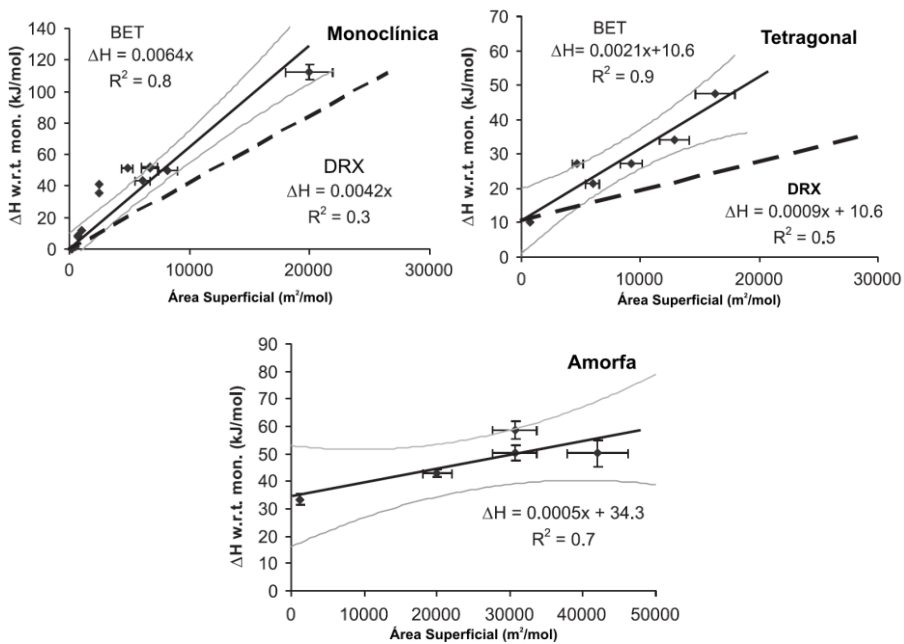 Monoclínica
BET
ΔH = 0.0064x
R² = 0.8
DRX
ΔH = 0.0042x
R² = 0.3
ΔH w.r.t. mon. (kJ/mol)
140
120
100
80
60
40
20
0
0 10000 20000 30000
Área Superficial (m²/mol)
Tetragonal
BET
ΔH= 0.0021x+10.6
R² = 0.9
DRX
ΔH = 0.0009x + 10.6
R² = 0.5
ΔH w.r.t. mon. (kJ/mol)
70
60
50
40
30
20
10
0
0 10000 20000 30000
Área Superficial (m²/mol)
Amorfa
ΔH = 0.0005x + 34.3
R² = 0.7
ΔH w.r.t. mon. (kJ/mol)
90
80
70
60
50
40
30
20
10
0
0 10000 20000 30000 40000 50000
Área Superficial (m²/mol)